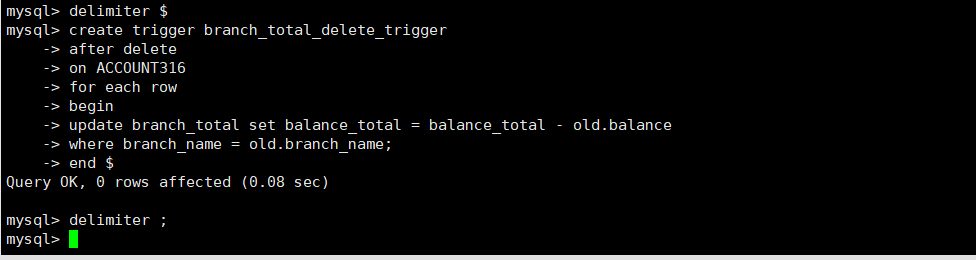 mysql> delimiter $
mysql> create trigger branch_total_delete_trigger
    -> after delete
    -> on ACCOUNT316
    -> for each row
    -> begin
    -> update branch_total set balance_total = balance_total - old.balance
    -> where branch_name = old.branch_name;
    -> end $
Query OK, 0 rows affected (0.08 sec)

mysql> delimiter ;
mysql>